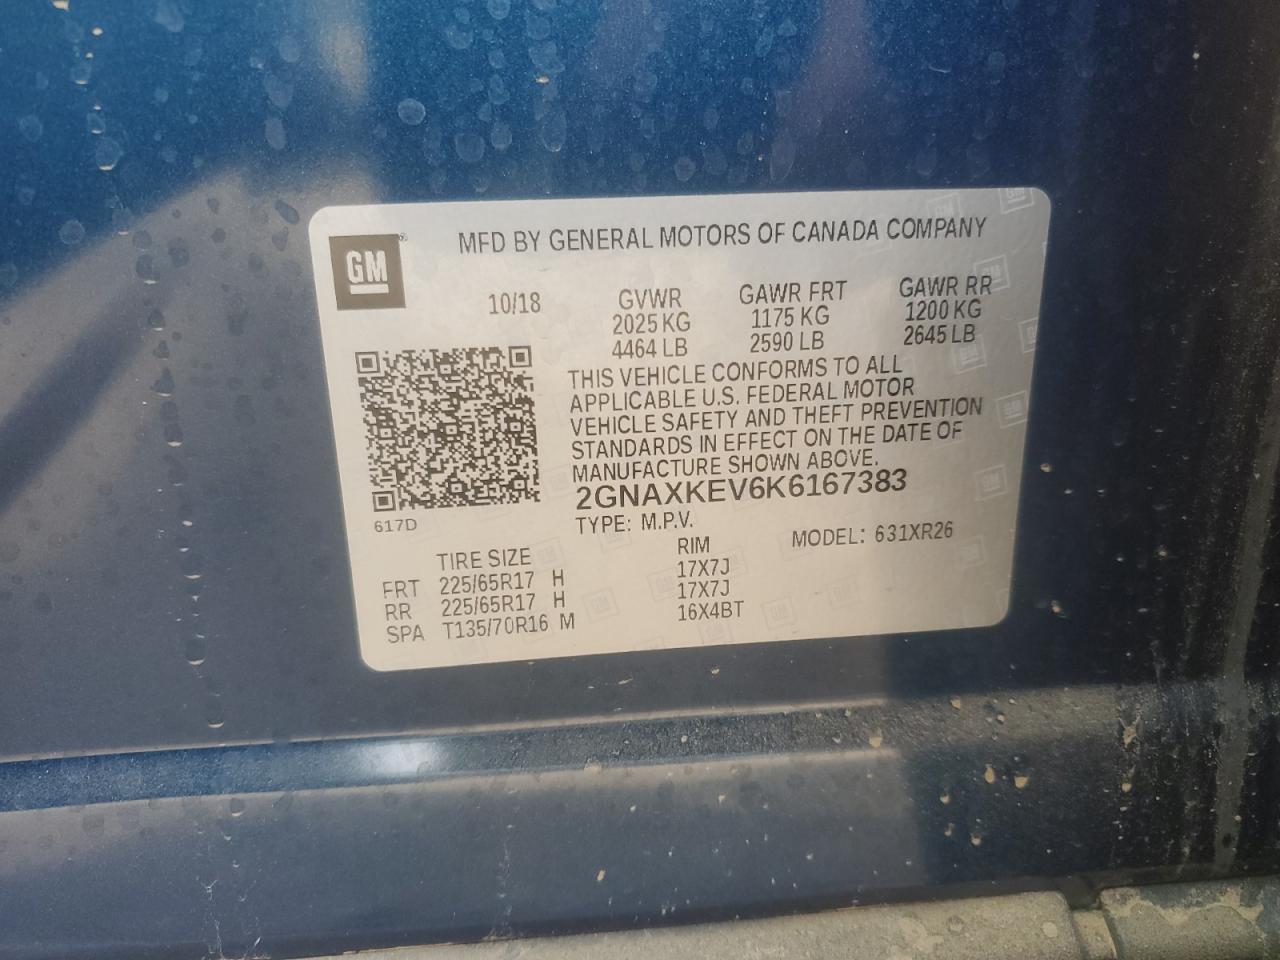 MFD BY GENERAL MOTORS OF CANADA COMPANY
GM®
10/18 GVWR GAWR FRT GAWR RR
2025 KG 1175 KG 1200 KG
4464 LB 2590 LB 2645 LB
THIS VEHICLE CONFORMS TO ALL
APPLICABLE U.S. FEDERAL MOTOR
VEHICLE SAFETY AND THEFT PREVENTION
STANDARDS IN EFFECT ON THE DATE OF
MANUFACTURE SHOWN ABOVE.
2GNAXKEV6K6167383
617D
TYPE: M.P.V. MODEL: 631XR26
TIRE SIZE RIM
FRT 225/65R17 H 17X7J
RR 225/65R17 H 17X7J
SPA T135/70R16 M 16X4BT